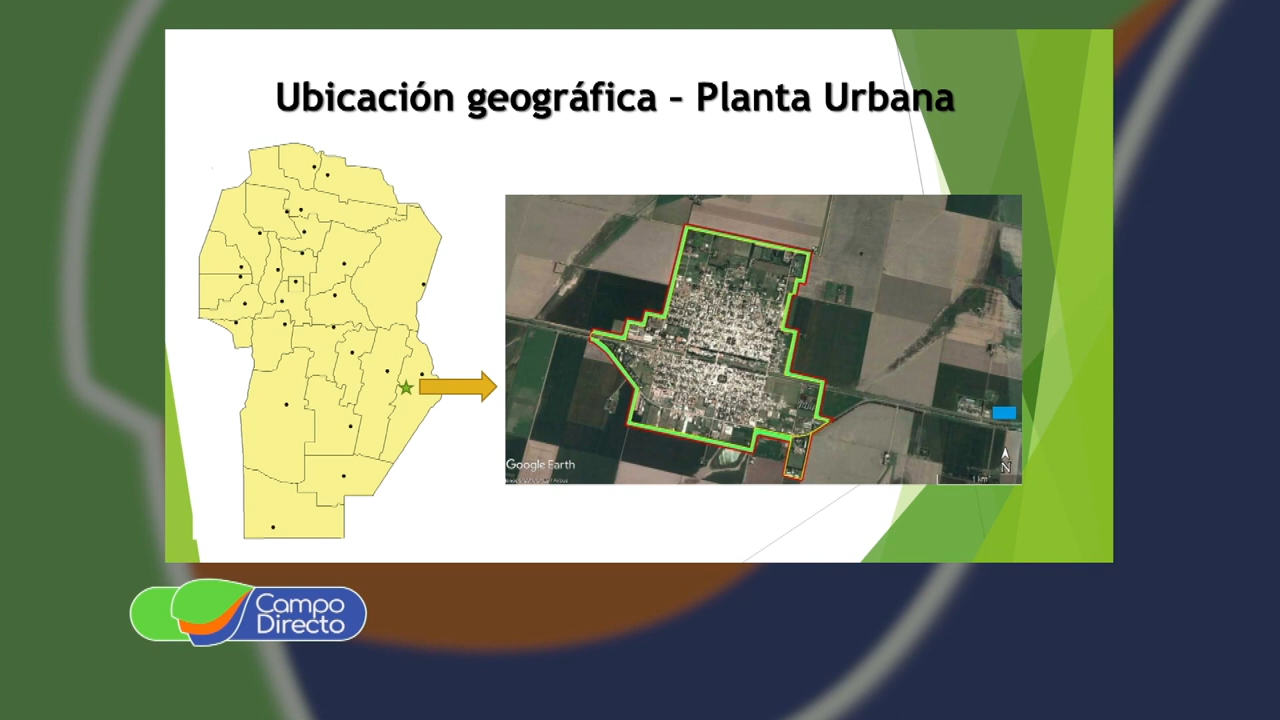 Ubicación geográfica - Planta Urbana
Google Earth
N
1 km
Campo
Directo